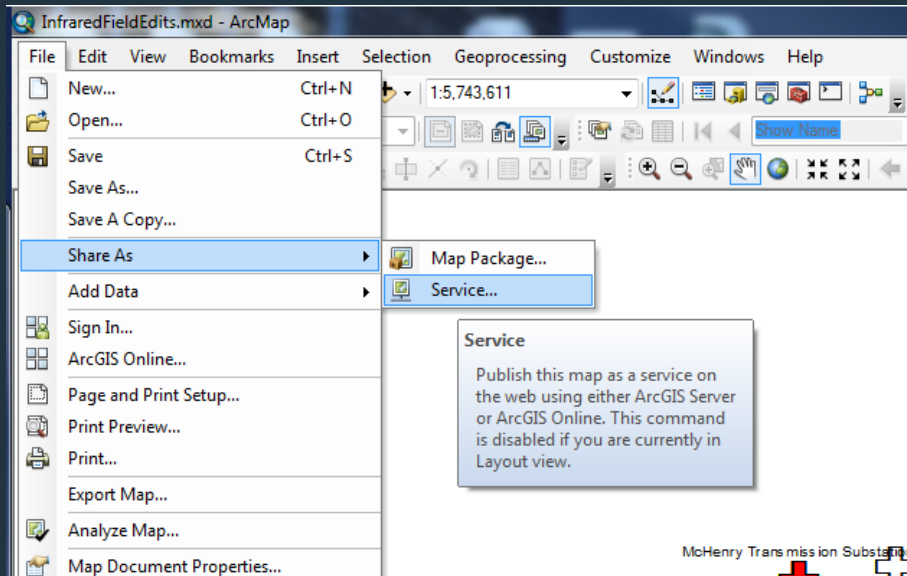 InfraredFieldEdits.mxd - ArcMap
File Edit View Bookmarks Insert Selection Geoprocessing Customize Windows Help
New... Ctrl+N
1:5,743,611
Open... Ctrl+O
Show Name
Save Ctrl+S
Save As...
Save A Copy...
Share As
Map Package...
Add Data
Service...
Sign In...
ArcGIS Online...
Page and Print Setup...
Print Preview...
Print...
Export Map...
Analyze Map...
Map Document Properties...
Service
Publish this map as a service on
the web using either ArcGIS Server
or ArcGIS Online. This command
is disabled if you are currently in
Layout view.
McHenry Transmission Substation